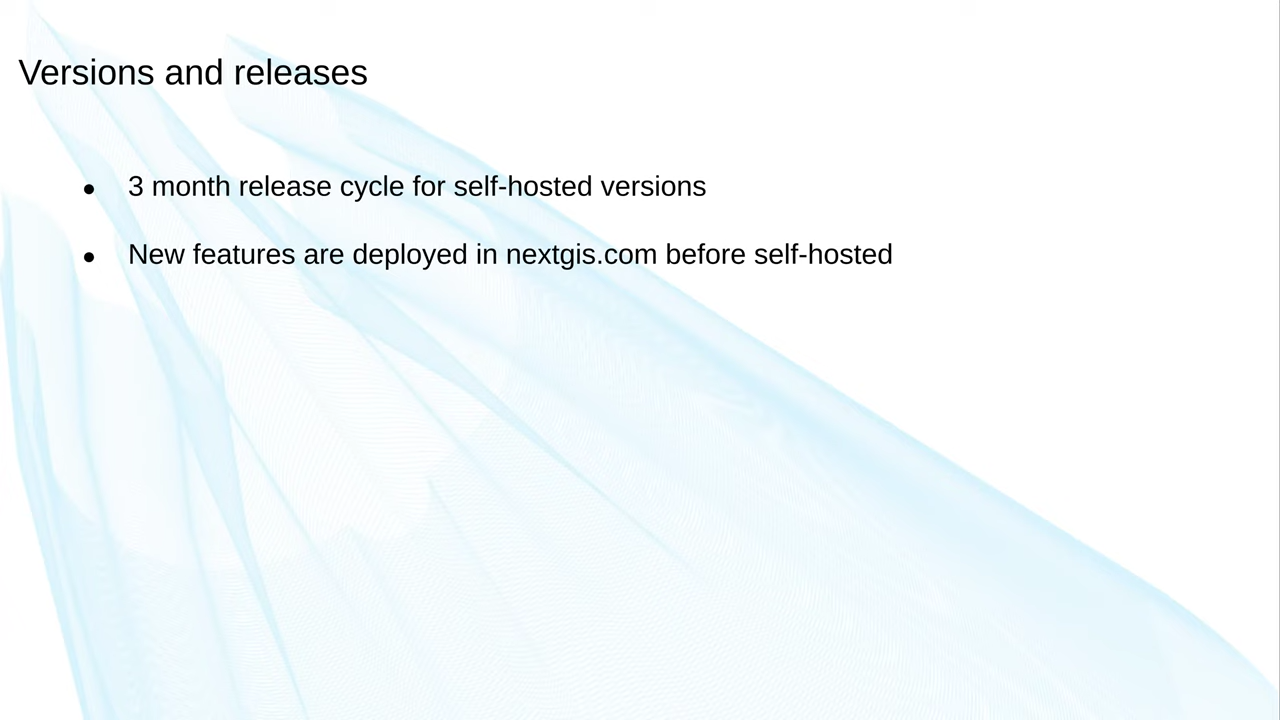 Versions and releases
● 3 month release cycle for self-hosted versions
● New features are deployed in nextgis.com before self-hosted